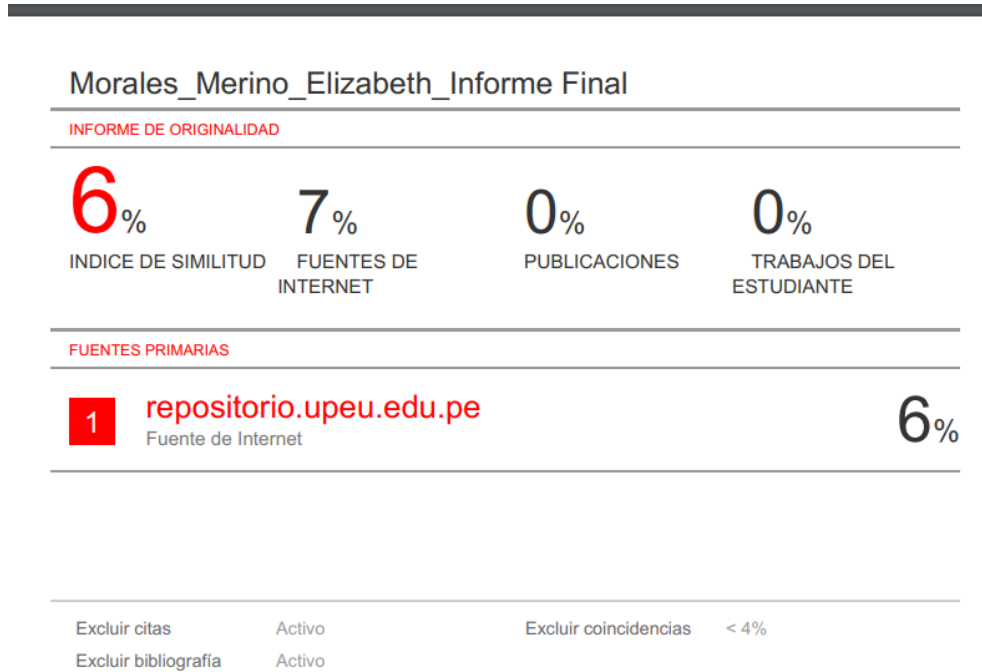 Morales_Merino_Elizabeth_Informe Final
INFORME DE ORIGINALIDAD
6%
7%
0%
0%
INDICE DE SIMILITUD
FUENTES DE
INTERNET
PUBLICACIONES
TRABAJOS DEL
ESTUDIANTE
FUENTES PRIMARIAS
1
repositorio.upeu.edu.pe
Fuente de Internet
6%
Excluir citas
Activo
Excluir coincidencias
< 4%
Excluir bibliografía
Activo